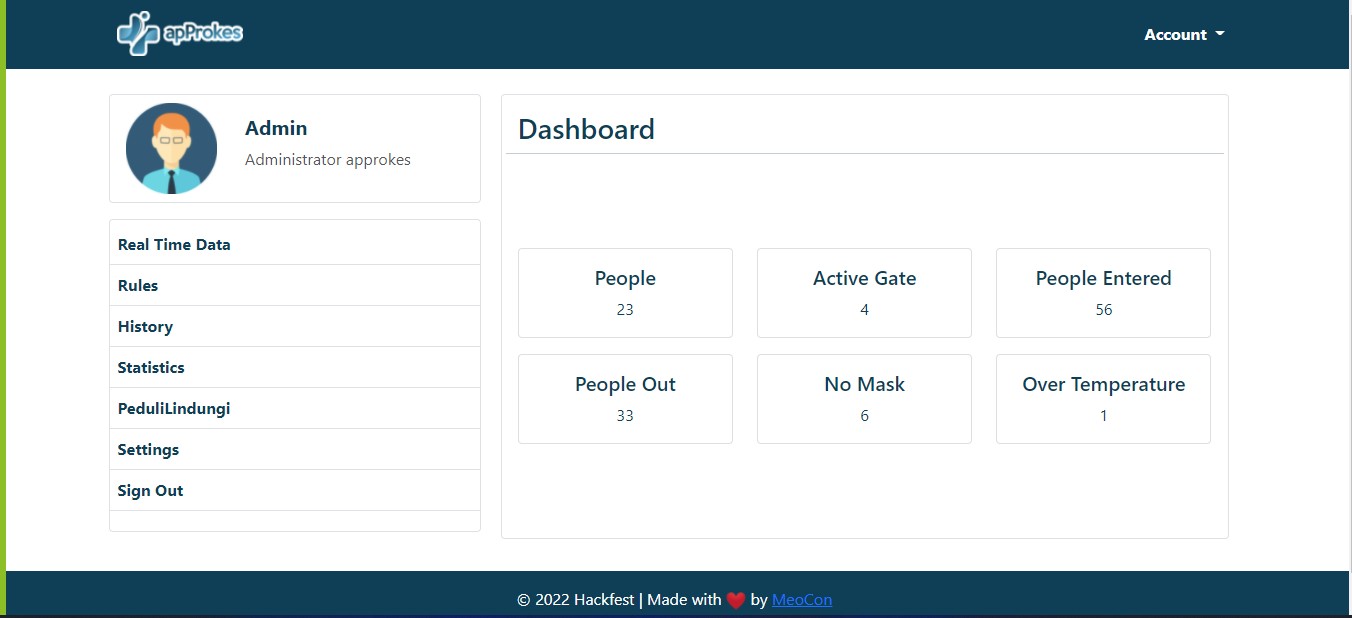 apProkes
Account
Admin
Administrator approkes
Real Time Data
Rules
History
Statistics
PeduliLindungi
Settings
Sign Out
Dashboard
People
23
Active Gate
4
People Entered
56
People Out
33
No Mask
6
Over Temperature
1
© 2022 Hackfest | Made with ❤️ by MeoCon